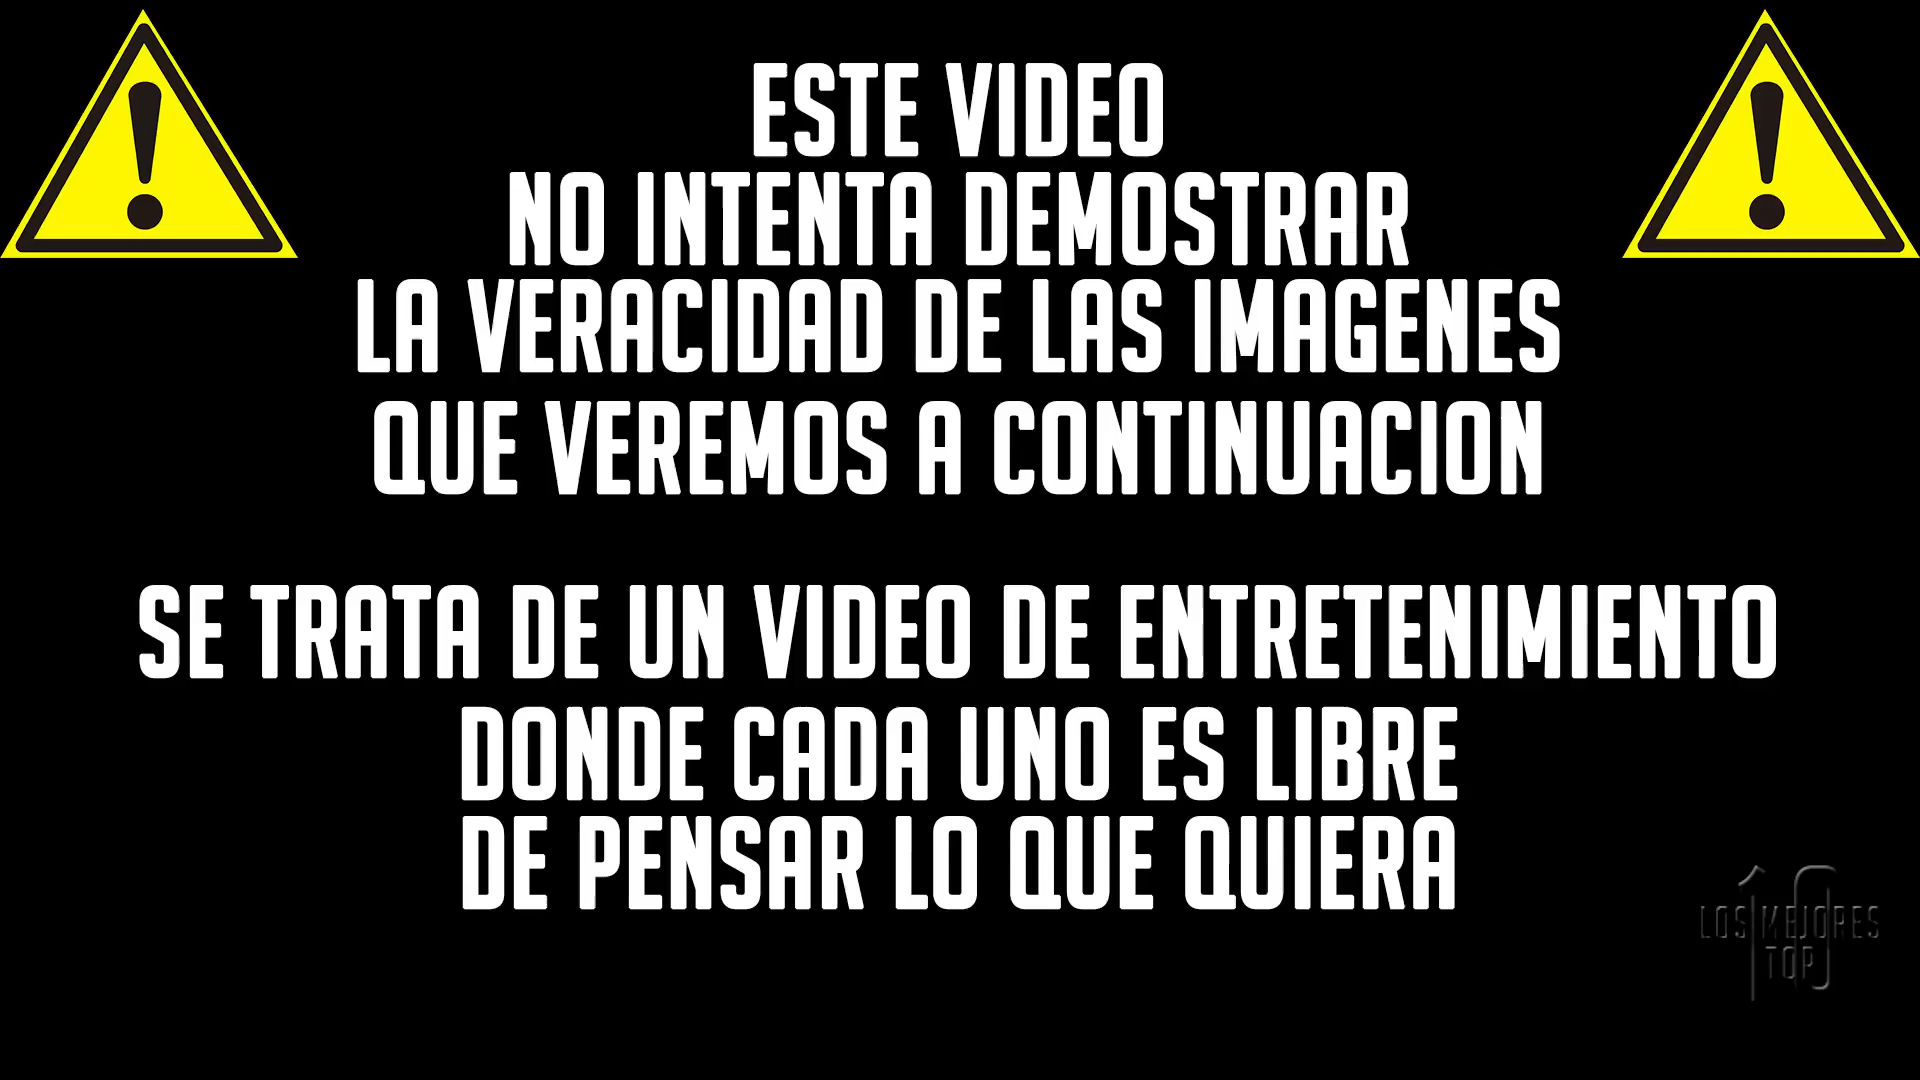 ESTE VIDEO
NO INTENTA DEMOSTRAR
LA VERACIDAD DE LAS IMAGENES
QUE VEREMOS A CONTINUACION
SE TRATA DE UN VIDEO DE ENTRETENIMIENTO
DONDE CADA UNO ES LIBRE
DE PENSAR LO QUE QUIERA
10
LOS MEJORES
TOP